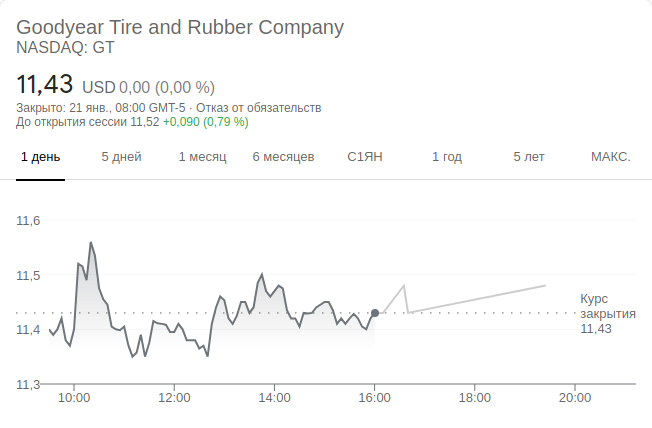 Goodyear Tire and Rubber Company
NASDAQ: GT
11,43 USD 0,00 (0,00 %)
Закрыто: 21 янв., 08:00 GMT-5 · Отказ от обязательств
До открытия сессии 11,52 +0,090 (0,79 %)
1 день 5 дней 1 месяц 6 месяцев С1ЯН 1 год 5 лет МАКС.
11,6
11,5
Курс
закрытия
11,43
11,4
11,3
10:00 12:00 14:00 16:00 18:00 20:00